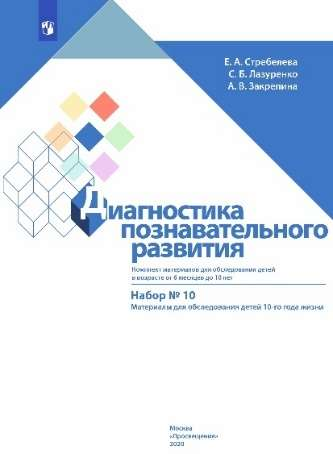 Е. А. Стребелева
С. Б. Лазуренко
А. В. Закрепина
Диагностика
познавательного
развития
Комплект материалов для обследования детей
в возрасте от 6 месяцев до 10 лет
Набор № 10
Материалы для обследования детей 10-го года жизни
Москва
«Просвещение»
2020